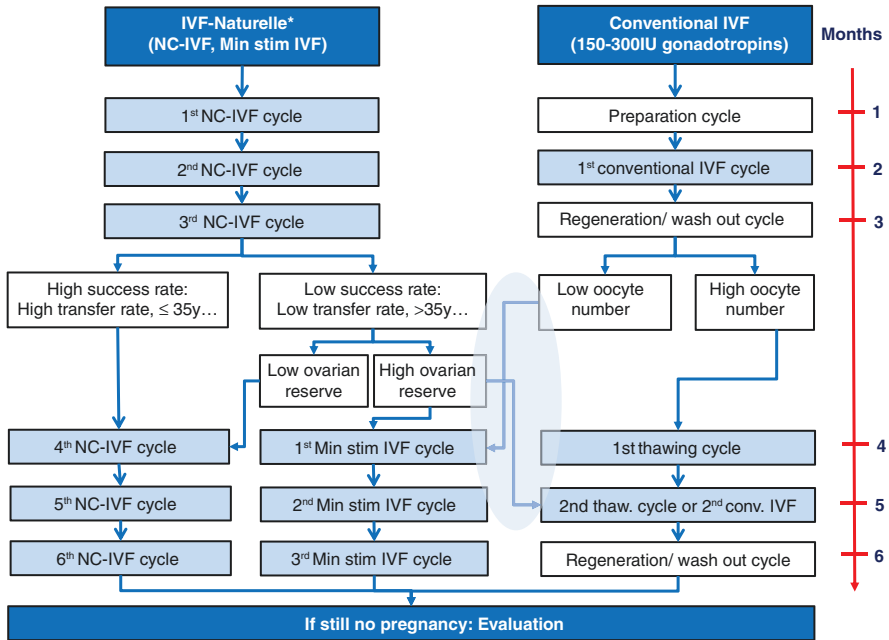 IVF-Naturelle*
(NC-IVF, Min stim IVF)
Conventional IVF
(150-300IU gonadotropins)
Months
1st NC-IVF cycle
Preparation cycle
1
2nd NC-IVF cycle
1st conventional IVF cycle
2
3rd NC-IVF cycle
Regeneration/ wash out cycle
3
High success rate:
High transfer rate, ≤ 35y…
Low success rate:
Low transfer rate, >35y…
Low oocyte
number
High oocyte
number
Low ovarian
reserve
High ovarian
reserve
4th NC-IVF cycle
1st Min stim IVF cycle
1st thawing cycle
4
5th NC-IVF cycle
2nd Min stim IVF cycle
2nd thaw. cycle or 2nd conv. IVF
5
6th NC-IVF cycle
3rd Min stim IVF cycle
Regeneration/ wash out cycle
6
If still no pregnancy: Evaluation